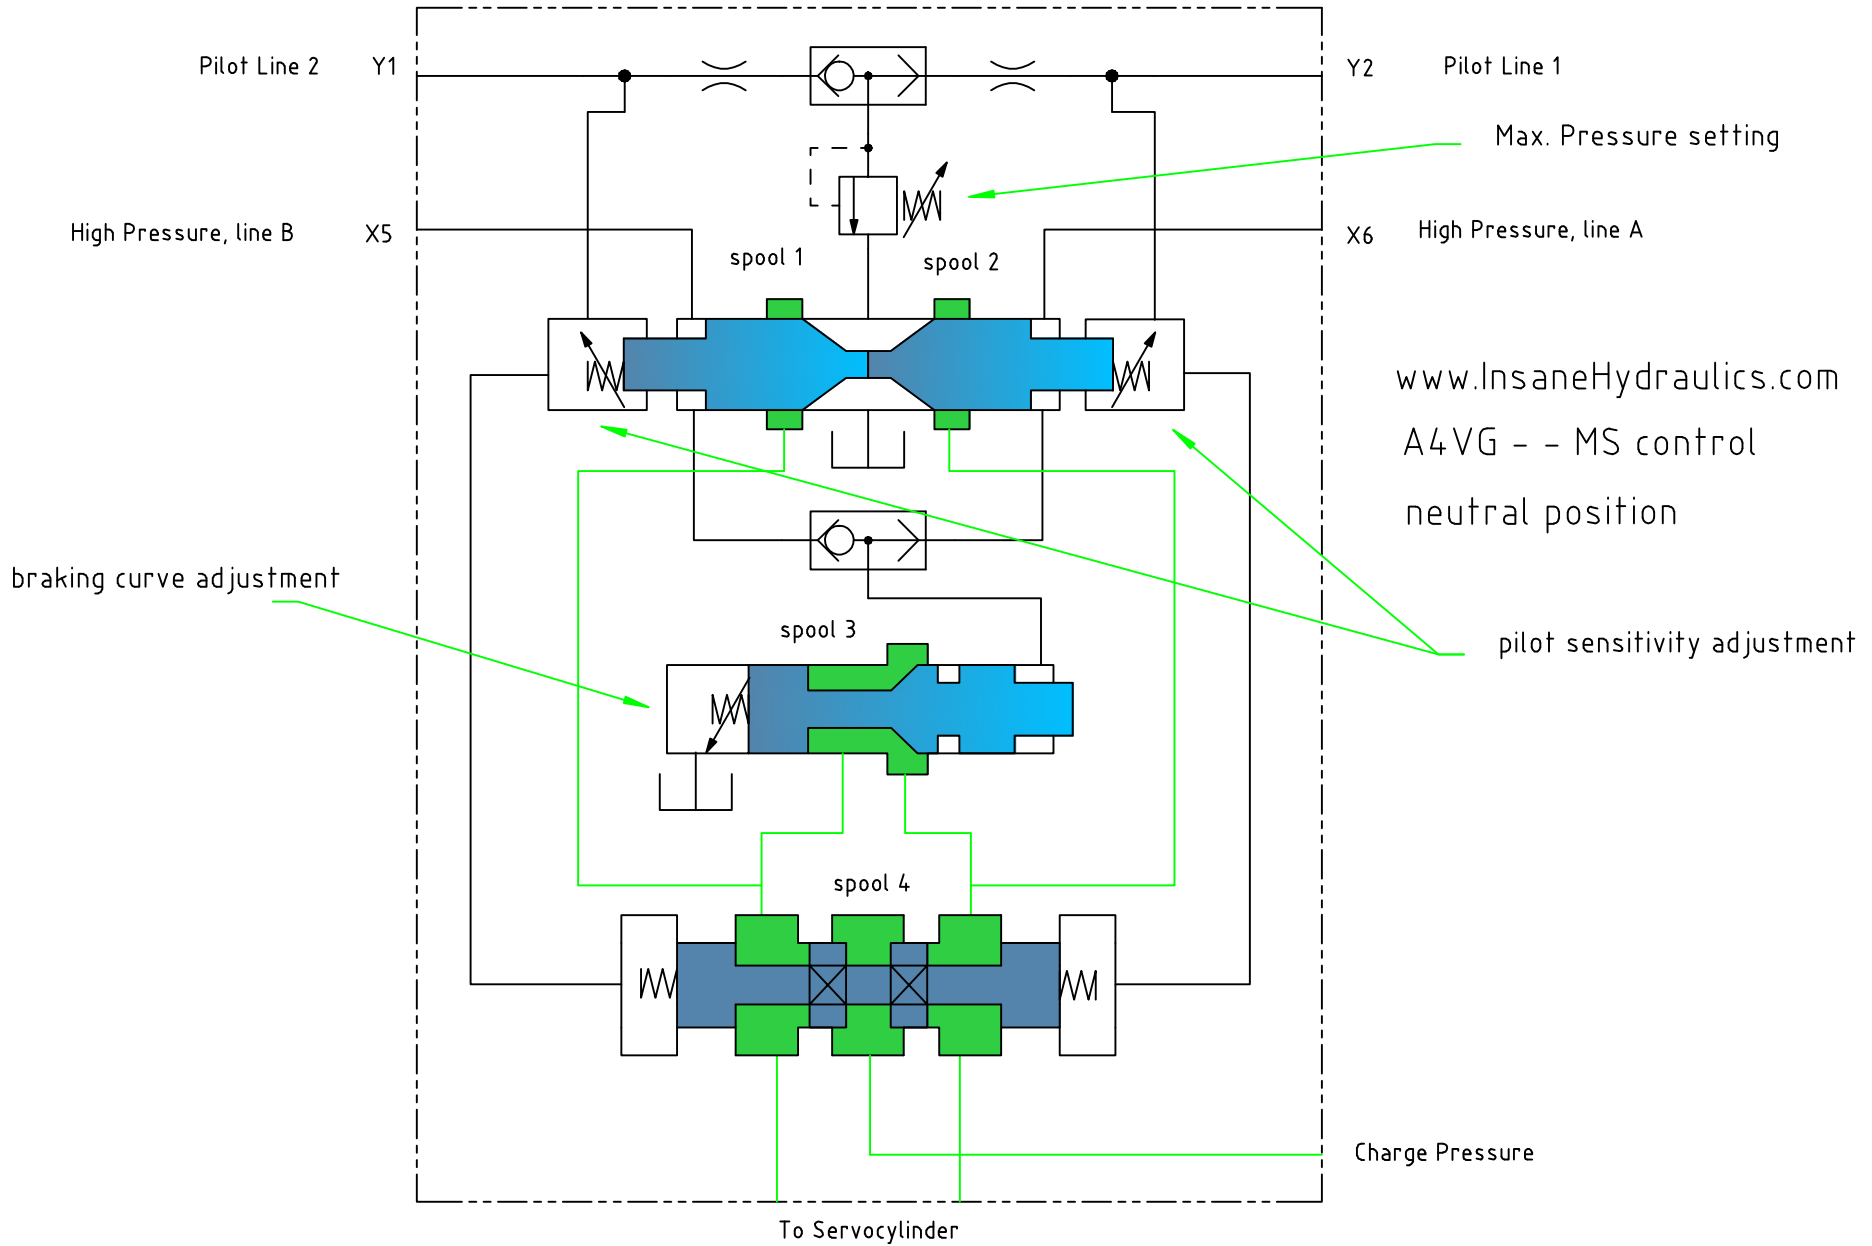 Pilot Line 2 Y1
Y2 Pilot Line 1
Max. Pressure setting
High Pressure, line B X5
X6 High Pressure, line A
spool 1
spool 2
www.InsaneHydraulics.com
A4VG - - MS control
neutral position
braking curve adjustment
spool 3
pilot sensitivity adjustment
spool 4
Charge Pressure
To Servocylinder